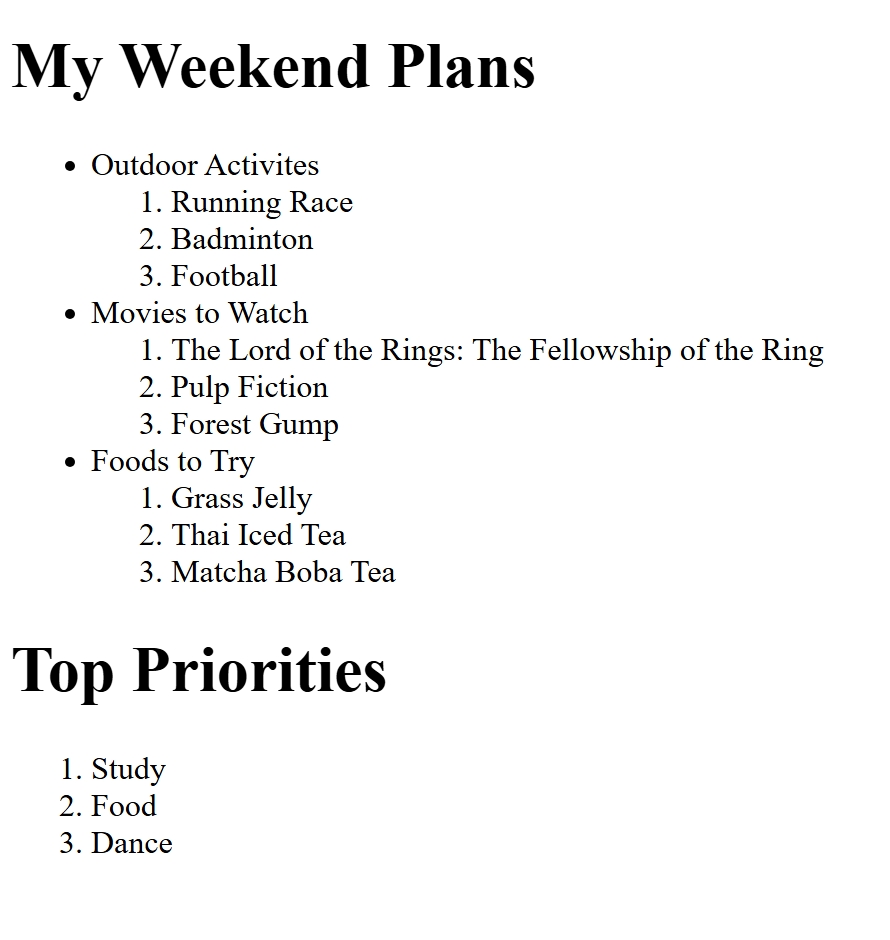 My Weekend Plans
• Outdoor Activites
1. Running Race
2. Badminton
3. Football
• Movies to Watch
1. The Lord of the Rings: The Fellowship of the Ring
2. Pulp Fiction
3. Forest Gump
• Foods to Try
1. Grass Jelly
2. Thai Iced Tea
3. Matcha Boba Tea
Top Priorities
1. Study
2. Food
3. Dance